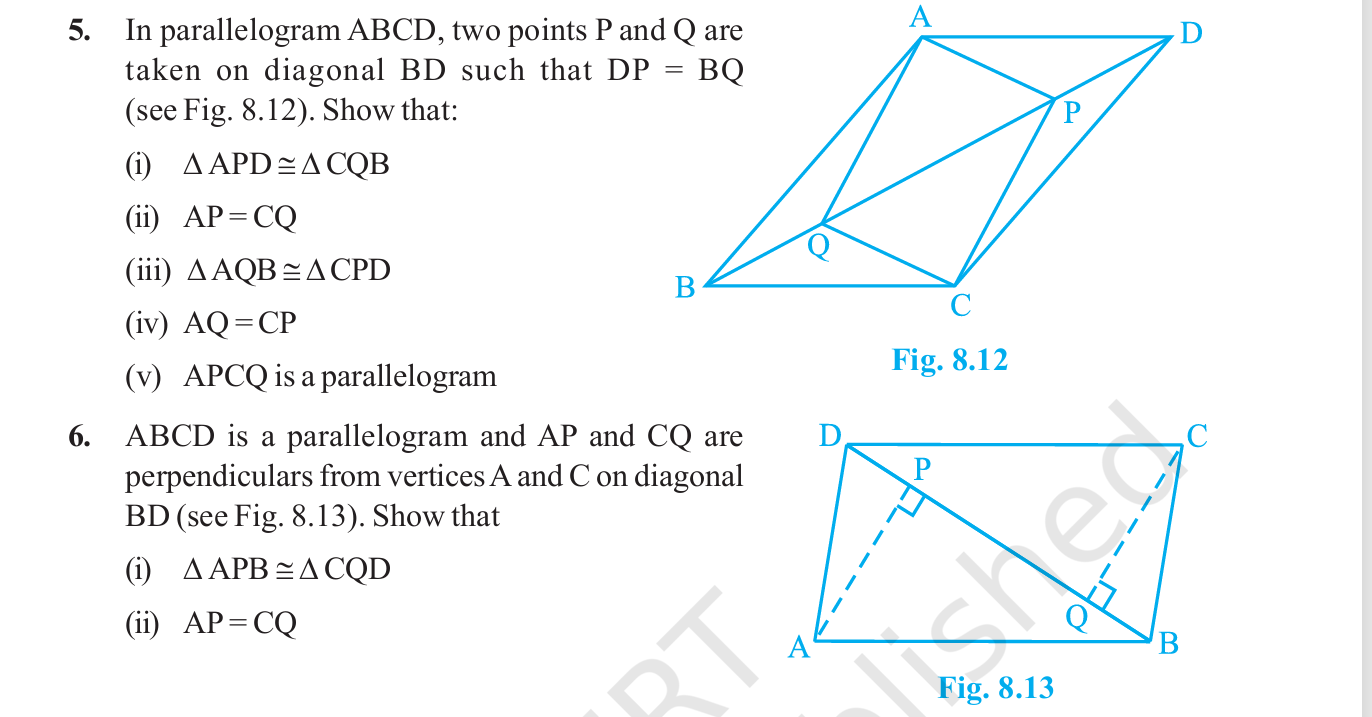 5. In parallelogram ABCD, two points P and Q are
taken on diagonal BD such that DP = BQ
(see Fig. 8.12). Show that:
(i) Δ APD ≅ Δ CQB
(ii) AP = CQ
(iii) Δ AQB ≅ Δ CPD
(iv) AQ = CP
(v) APCQ is a parallelogram
A
D
P
Q
B
C
Fig. 8.12
6. ABCD is a parallelogram and AP and CQ are
perpendiculars from vertices A and C on diagonal
BD (see Fig. 8.13). Show that
(i) Δ APB ≅ Δ CQD
(ii) AP = CQ
D
C
P
Q
A
B
Fig. 8.13